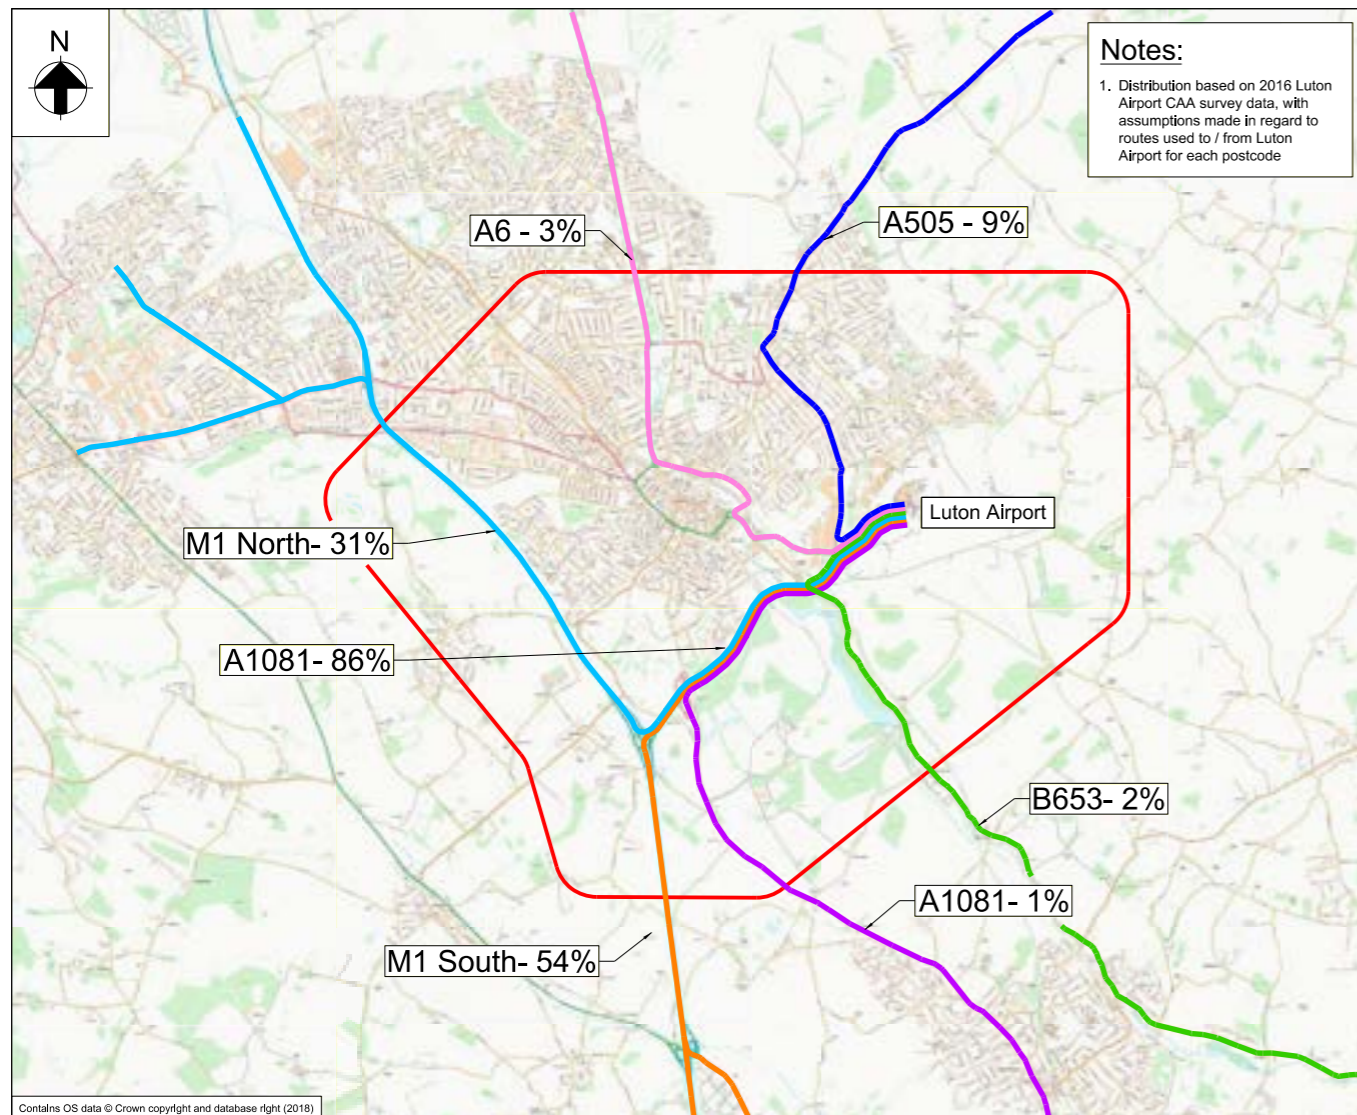 N
Notes:
1. Distribution based on 2016 Luton
Airport CAA survey data, with
assumptions made in regard to
routes used to / from Luton
Airport for each postcode
A6 - 3%
A505 - 9%
Luton Airport
M1 North- 31%
A1081- 86%
B653- 2%
A1081- 1%
M1 South- 54%
Contains OS data © Crown copyright and database right (2018)